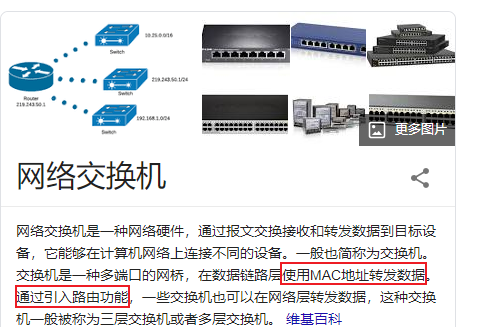 10.25.0.0/16
Switch
219.243.50.1/24
Router
219.243.50.1
Switch
192.168.1.0/24
Switch
更多图片
网络交换机
网络交换机是一种网络硬件，通过报文交换接收和转发数据到目标设
备，它能够在计算机网络上连接不同的设备。一般也简称为交换机。
交换机是一种多端口的网桥，在数据链路层使用MAC地址转发数据。
通过引入路由功能，一些交换机也可以在网络层转发数据，这种交换
机一般被称为三层交换机或者多层交换机。 维基百科